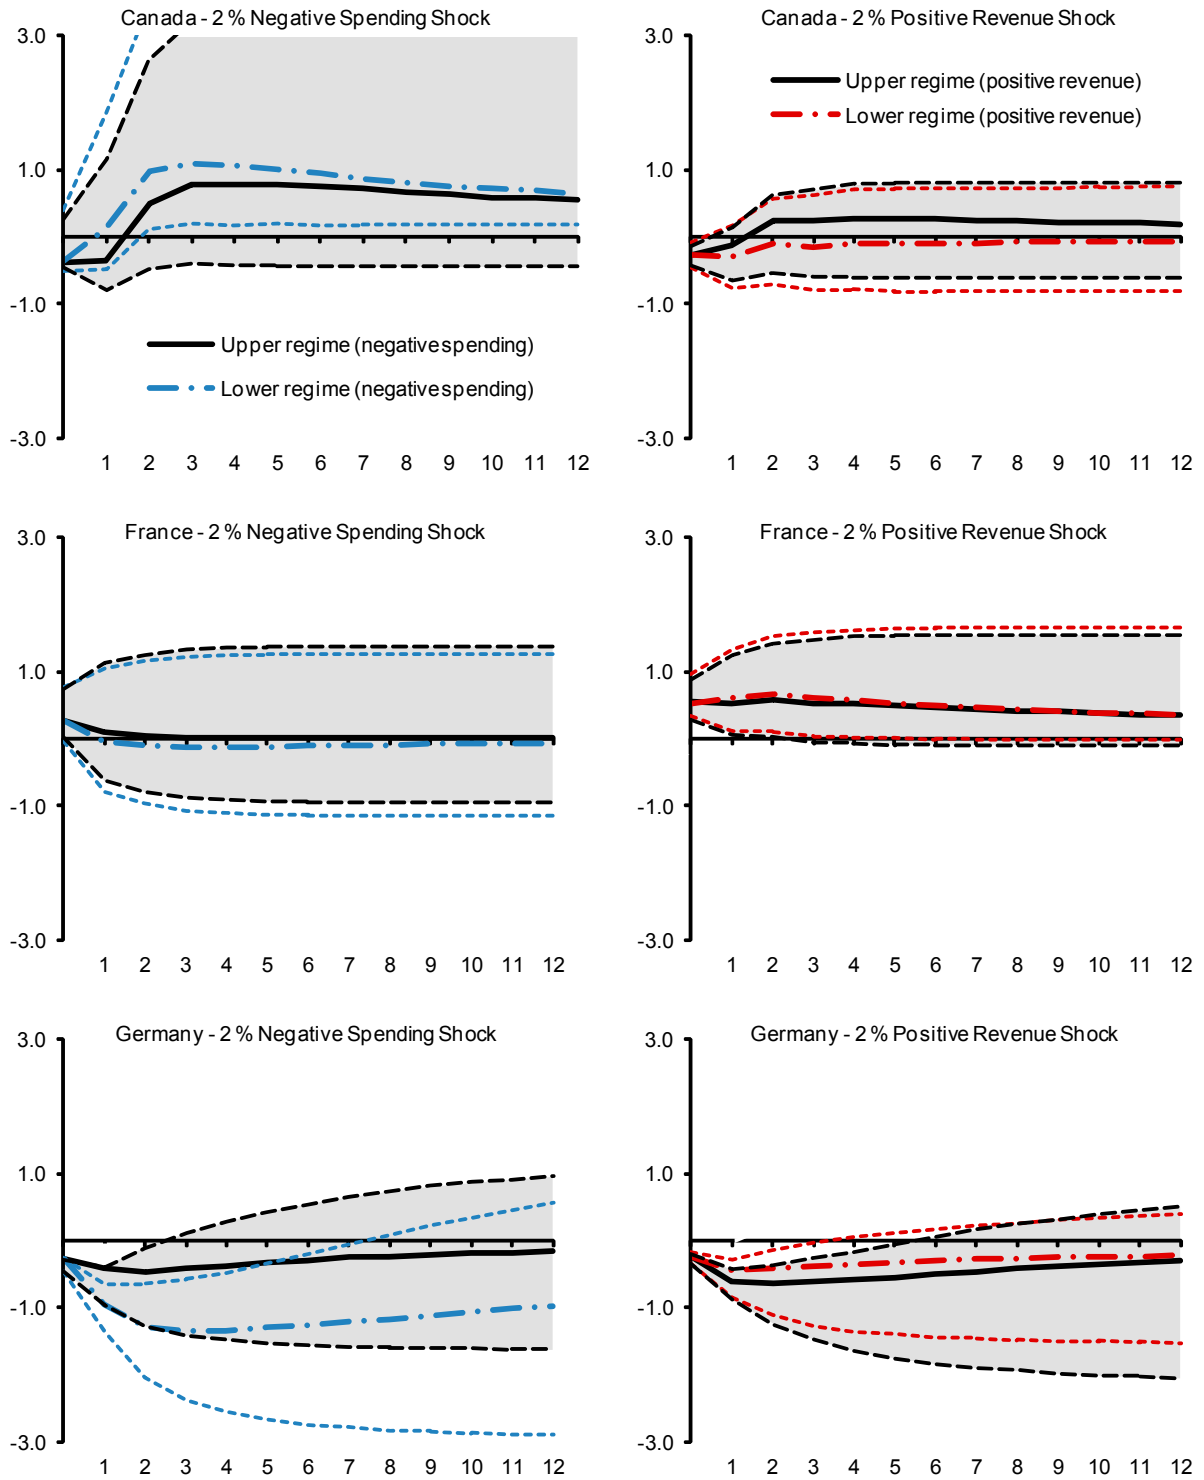 Canada - 2 % Negative Spending Shock
3.0
1.0
-1.0
-3.0
Upper regime (negative spending)
Lower regime (negative spending)
1 2 3 4 5 6 7 8 9 10 11 12
Canada - 2 % Positive Revenue Shock
3.0
1.0
-1.0
-3.0
Upper regime (positive revenue)
Lower regime (positive revenue)
1 2 3 4 5 6 7 8 9 10 11 12
France - 2 % Negative Spending Shock
3.0
1.0
-1.0
-3.0
1 2 3 4 5 6 7 8 9 10 11 12
France - 2 % Positive Revenue Shock
3.0
1.0
-1.0
-3.0
1 2 3 4 5 6 7 8 9 10 11 12
Germany - 2 % Negative Spending Shock
3.0
1.0
-1.0
-3.0
1 2 3 4 5 6 7 8 9 10 11 12
Germany - 2 % Positive Revenue Shock
3.0
1.0
-1.0
-3.0
1 2 3 4 5 6 7 8 9 10 11 12